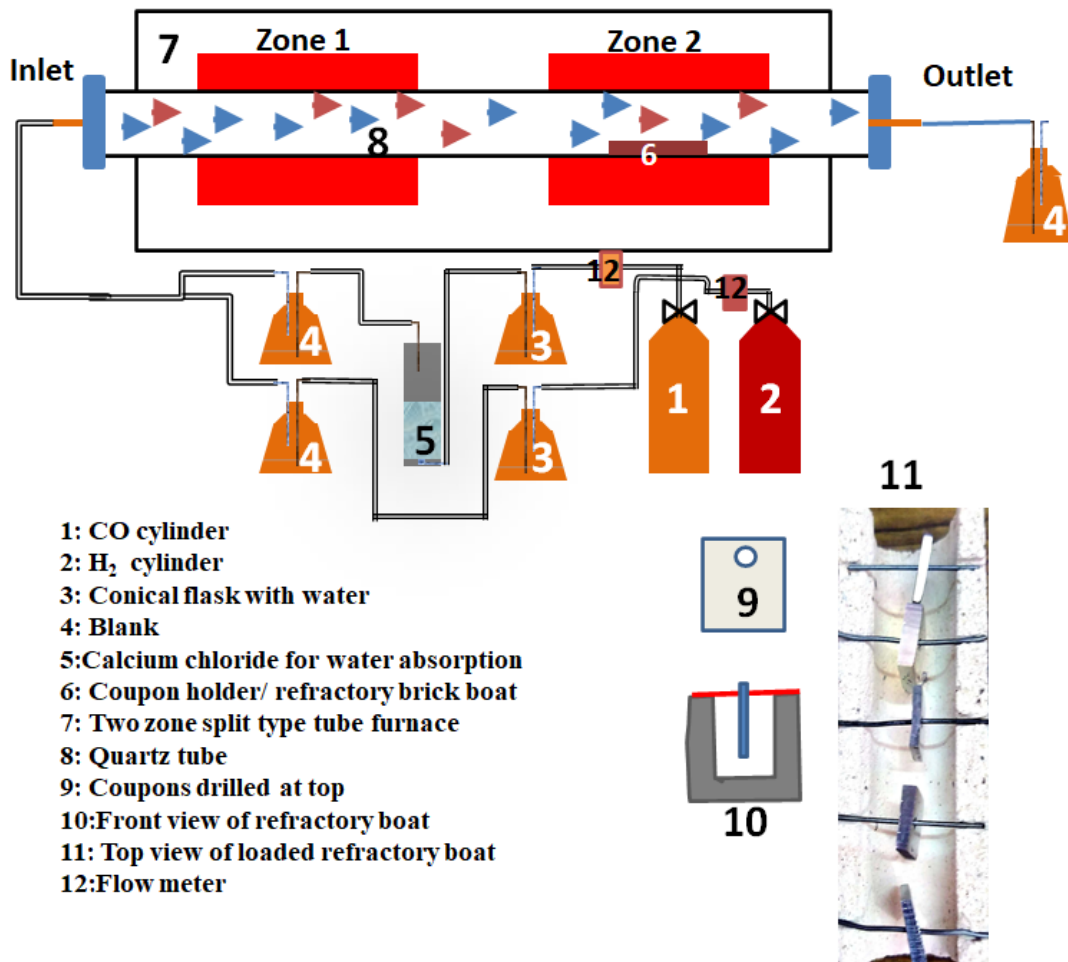 Zone 1
Zone 2
7
Inlet
Outlet
8
6
4
12
12
4
3
1
2
5
4
3
11
9
10
1: CO cylinder
2: H₂ cylinder
3: Conical flask with water
4: Blank
5:Calcium chloride for water absorption
6: Coupon holder/ refractory brick boat
7: Two zone split type tube furnace
8: Quartz tube
9: Coupons drilled at top
10:Front view of refractory boat
11: Top view of loaded refractory boat
12:Flow meter